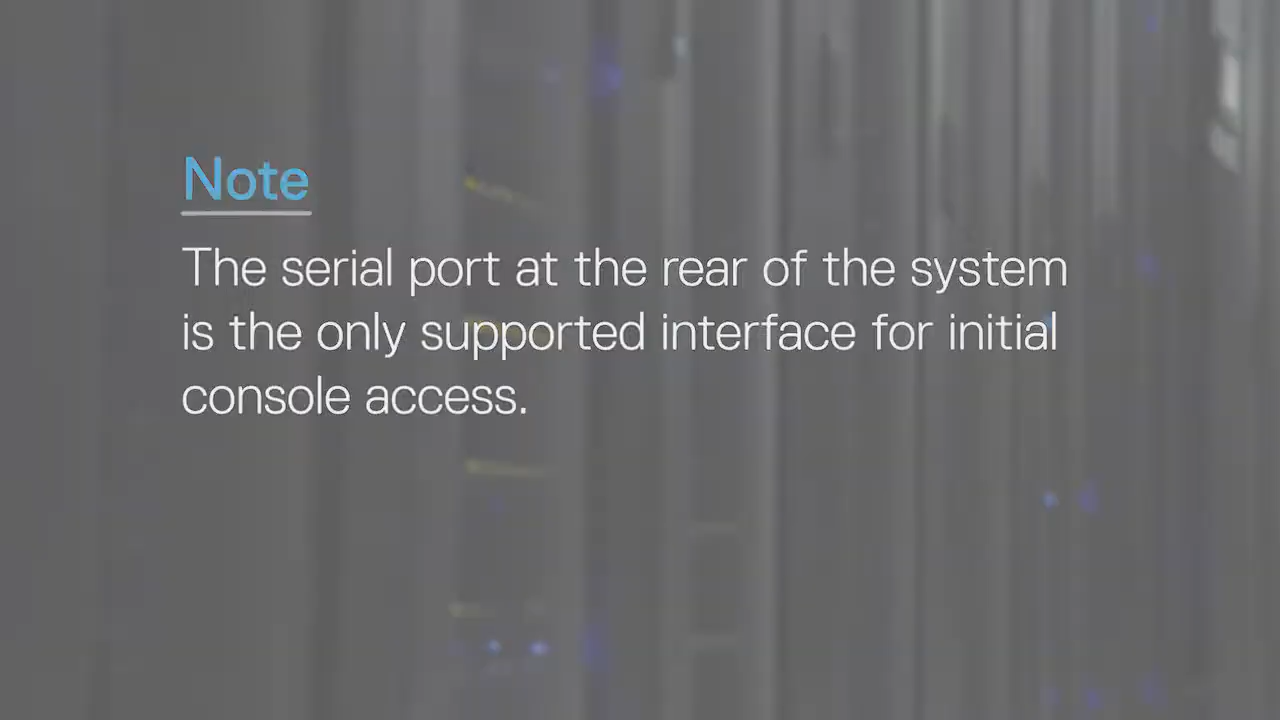 Note
The serial port at the rear of the system
is the only supported interface for initial
console access.